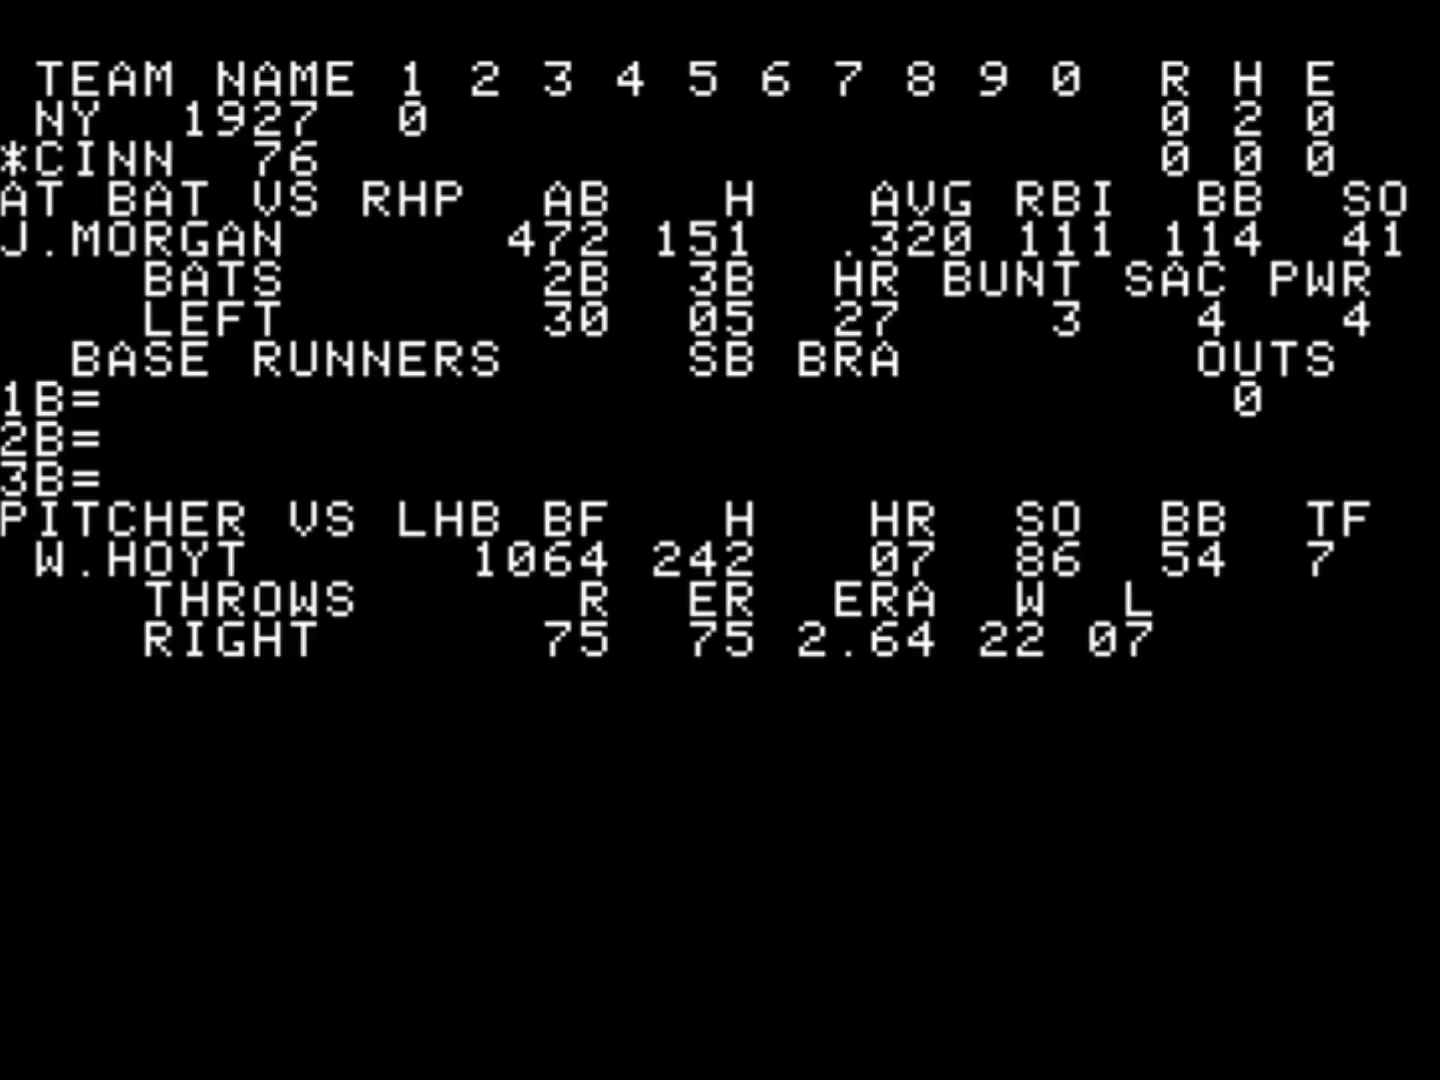 TEAM NAME 1 2 3 4 5 6 7 8 9 0 R H E
NY 1927 0 0 2 0
*CINN 76 0 0 0
AT BAT VS RHP AB H AVG RBI BB SO
J.MORGAN 472 151 .320 111 114 41
BATS 2B 3B HR BUNT SAC PWR
LEFT 30 05 27 3 4 4
BASE RUNNERS SB BRA OUTS
1B= 0
2B=
3B=
PITCHER VS LHB BF H HR SO BB TF
W.HOYT 1064 242 07 86 54 7
THROWS R ER ERA W L
RIGHT 75 75 2.64 22 07